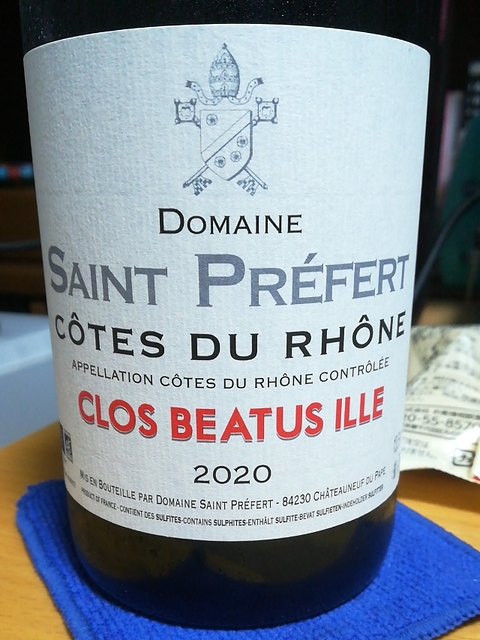 DOMAINE
SAINT PRÉFERT
CÔTES DU RHÔNE
APPELLATION CÔTES DU RHÔNE CONTRÔLÉE
CLOS BEATUS ILLE
2020
MIS EN BOUTEILLE PAR DOMAINE SAINT PRÉFERT - 84230 CHÂTEAUNEUF DU PAPE
PRODUCT OF FRANCE - CONTIENT DES SULFITES - CONTAINS SULPHITES - ENTHÄLT SULFITE - BEVAT SULFIETEN